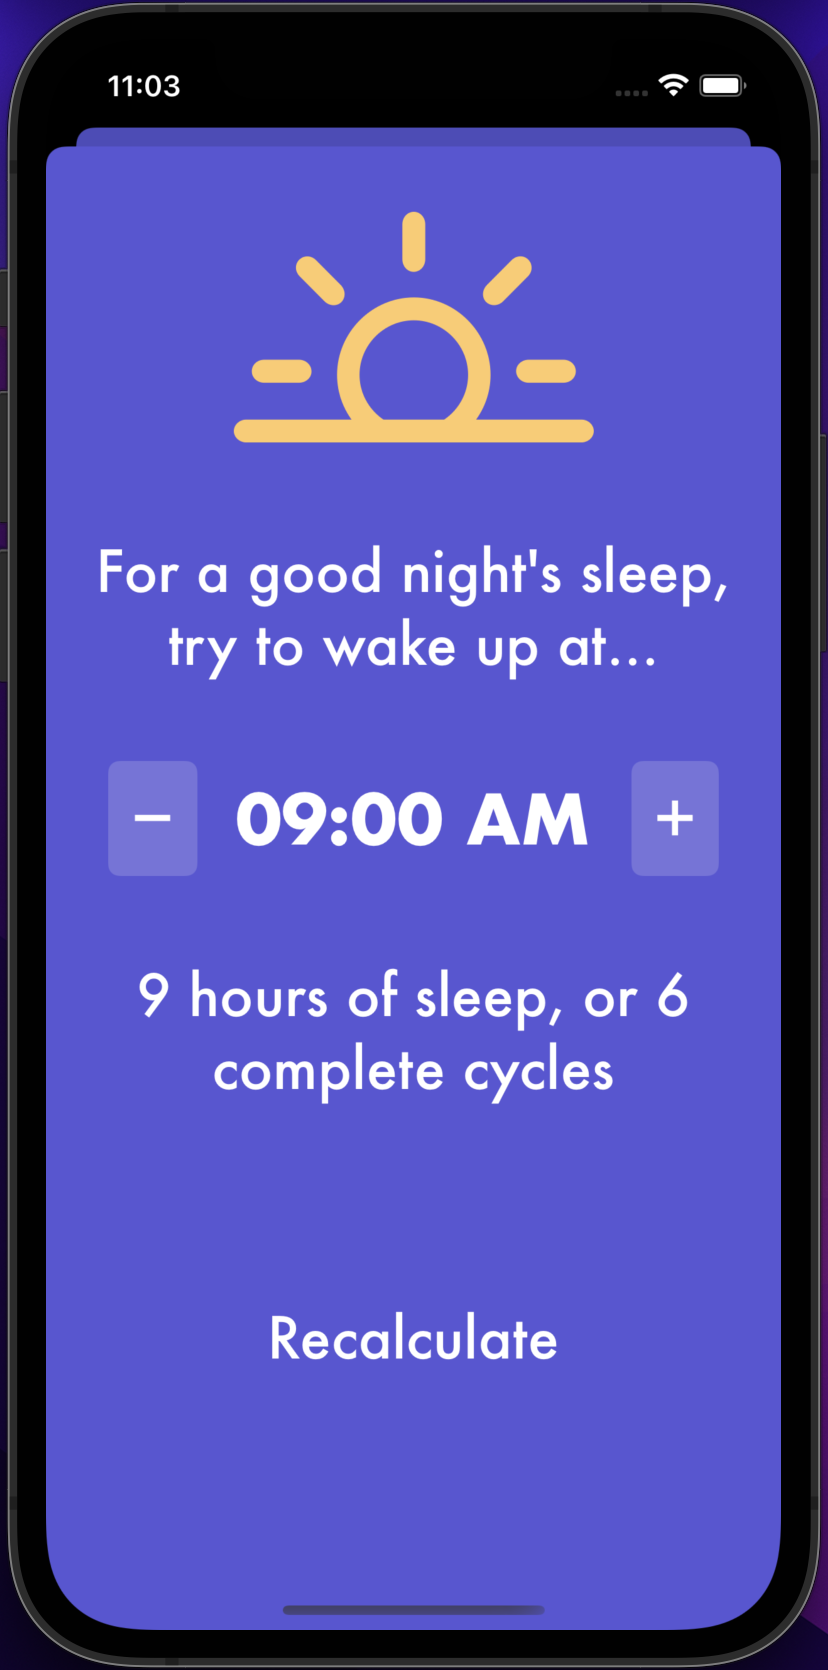 11:03
For a good night's sleep,
try to wake up at...
− 09:00 AM +
9 hours of sleep, or 6
complete cycles
Recalculate